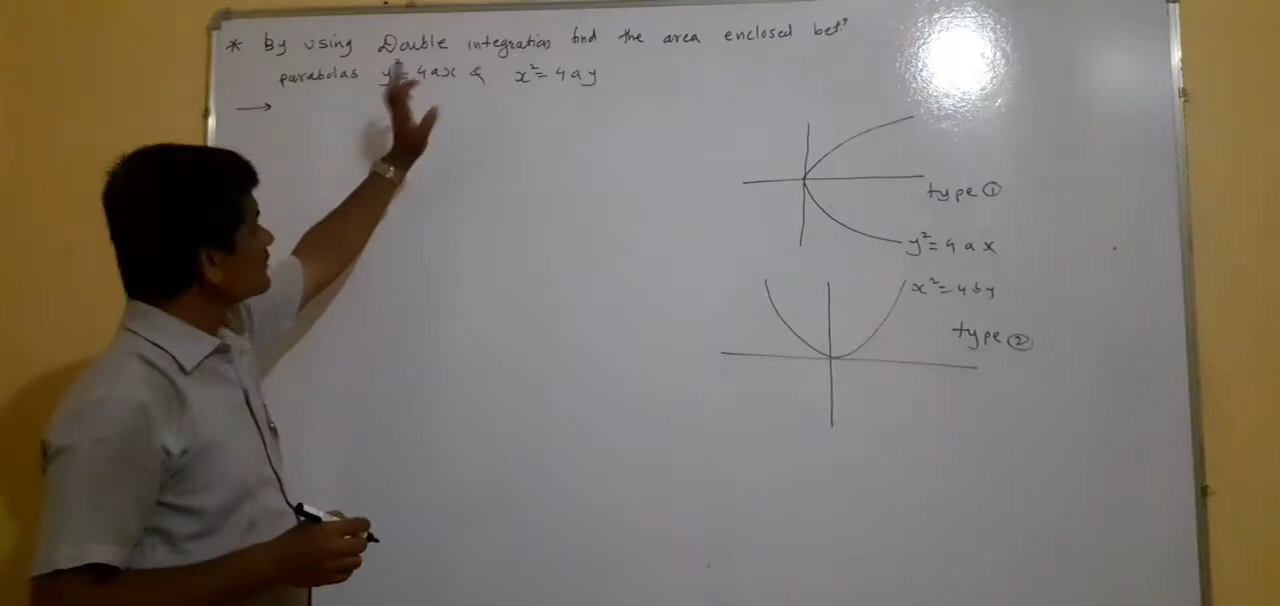 * By using Double integration find the area enclosed betⁿ
parabolas y²= 4ax & x²= 4ay
→
type ①
y²= 4ax
x²= 4by
type ②